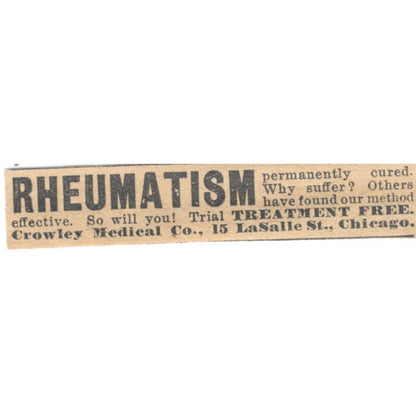 RHEUMATISM permanently cured.
Why suffer? Others
have found our method
effective. So will you! Trial TREATMENT FREE.
Crowley Medical Co., 15 LaSalle St., Chicago.